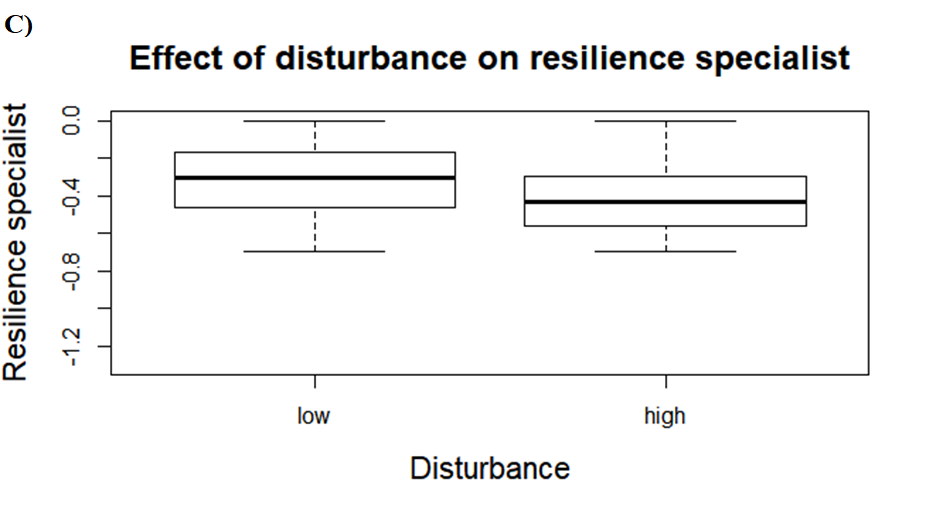 C)
Effect of disturbance on resilience specialist
Resilience specialist
0.0
-0.4
-0.8
-1.2
low high
Disturbance